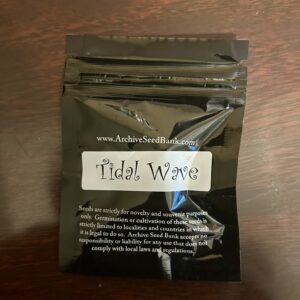 www.ArchiveSeedBank.com
Tidal Wave
Seeds are strictly for novelty and souvenir purposes
only. Germination or cultivation of these seeds is
strictly limited to localities and countries in which
it is legal to do so. Archive Seed Bank accepts no
responsibility or liability for any use that does not
comply with local laws and regulations.